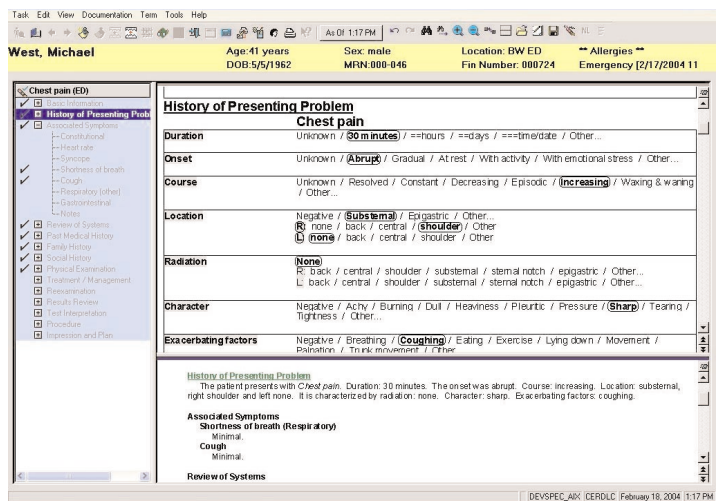 Task Edit View Documentation Term Tools Help
As Of 1:17 PM
West, Michael
Age:41 years Sex: male Location: BW ED ** Allergies **
DOB:5/5/1962 MRN:000-046 Fin Number: 000724 Emergency [2/17/2004 11
Chest pain (ED)
Basic Information
History of Presenting Probl
Associated Symptoms
Constitutional
Heart rate
Syncope
Shortness of breath
Cough
Respiratory (other)
Gastrointestinal
Notes
Review of Systems
Past Medical History
Family History
Social History
Physical Examination
Treatment / Management
Reexamination
Results Review
Test Interpretation
Procedure
Impression and Plan
History of Presenting Problem
Chest pain
Duration Unknown / 30 minutes / ==hours / ==days / ===time/date / Other...
Onset Unknown / Abrupt / Gradual / At rest / With activity / With emotional stress / Other...
Course Unknown / Resolved / Constant / Decreasing / Episodic / Increasing / Waxing & waning
/ Other...
Location Negative / Substernal / Epigastric / Other...
R: none / back / central / shoulder / Other
L: none / back / central / shoulder / Other
Radiation None
R: back / central / shoulder / substernal / sternal notch / epigastric / Other...
L: back / central / shoulder / substernal / sternal notch / epigastric / Other...
Character Negative / Achy / Burning / Dull / Heaviness / Pleuritic / Pressure / Sharp / Tearing /
Tightness / Other...
Exacerbating factors Negative / Breathing / Coughing / Eating / Exercise / Lying down / Movement /
Palpation / Trunk movement / Other
History of Presenting Problem
The patient presents with Chest pain. Duration: 30 minutes. The onset was abrupt. Course: increasing. Location: substernal,
right shoulder and left none. It is characterized by radiation: none. Character: sharp. Exacerbating factors: coughing.
Associated Symptoms
Shortness of breath (Respiratory)
Minimal.
Cough
Minimal.
Review of Systems
DEVSPEC_AIX CERDLC February 18, 2004 1:17 PM